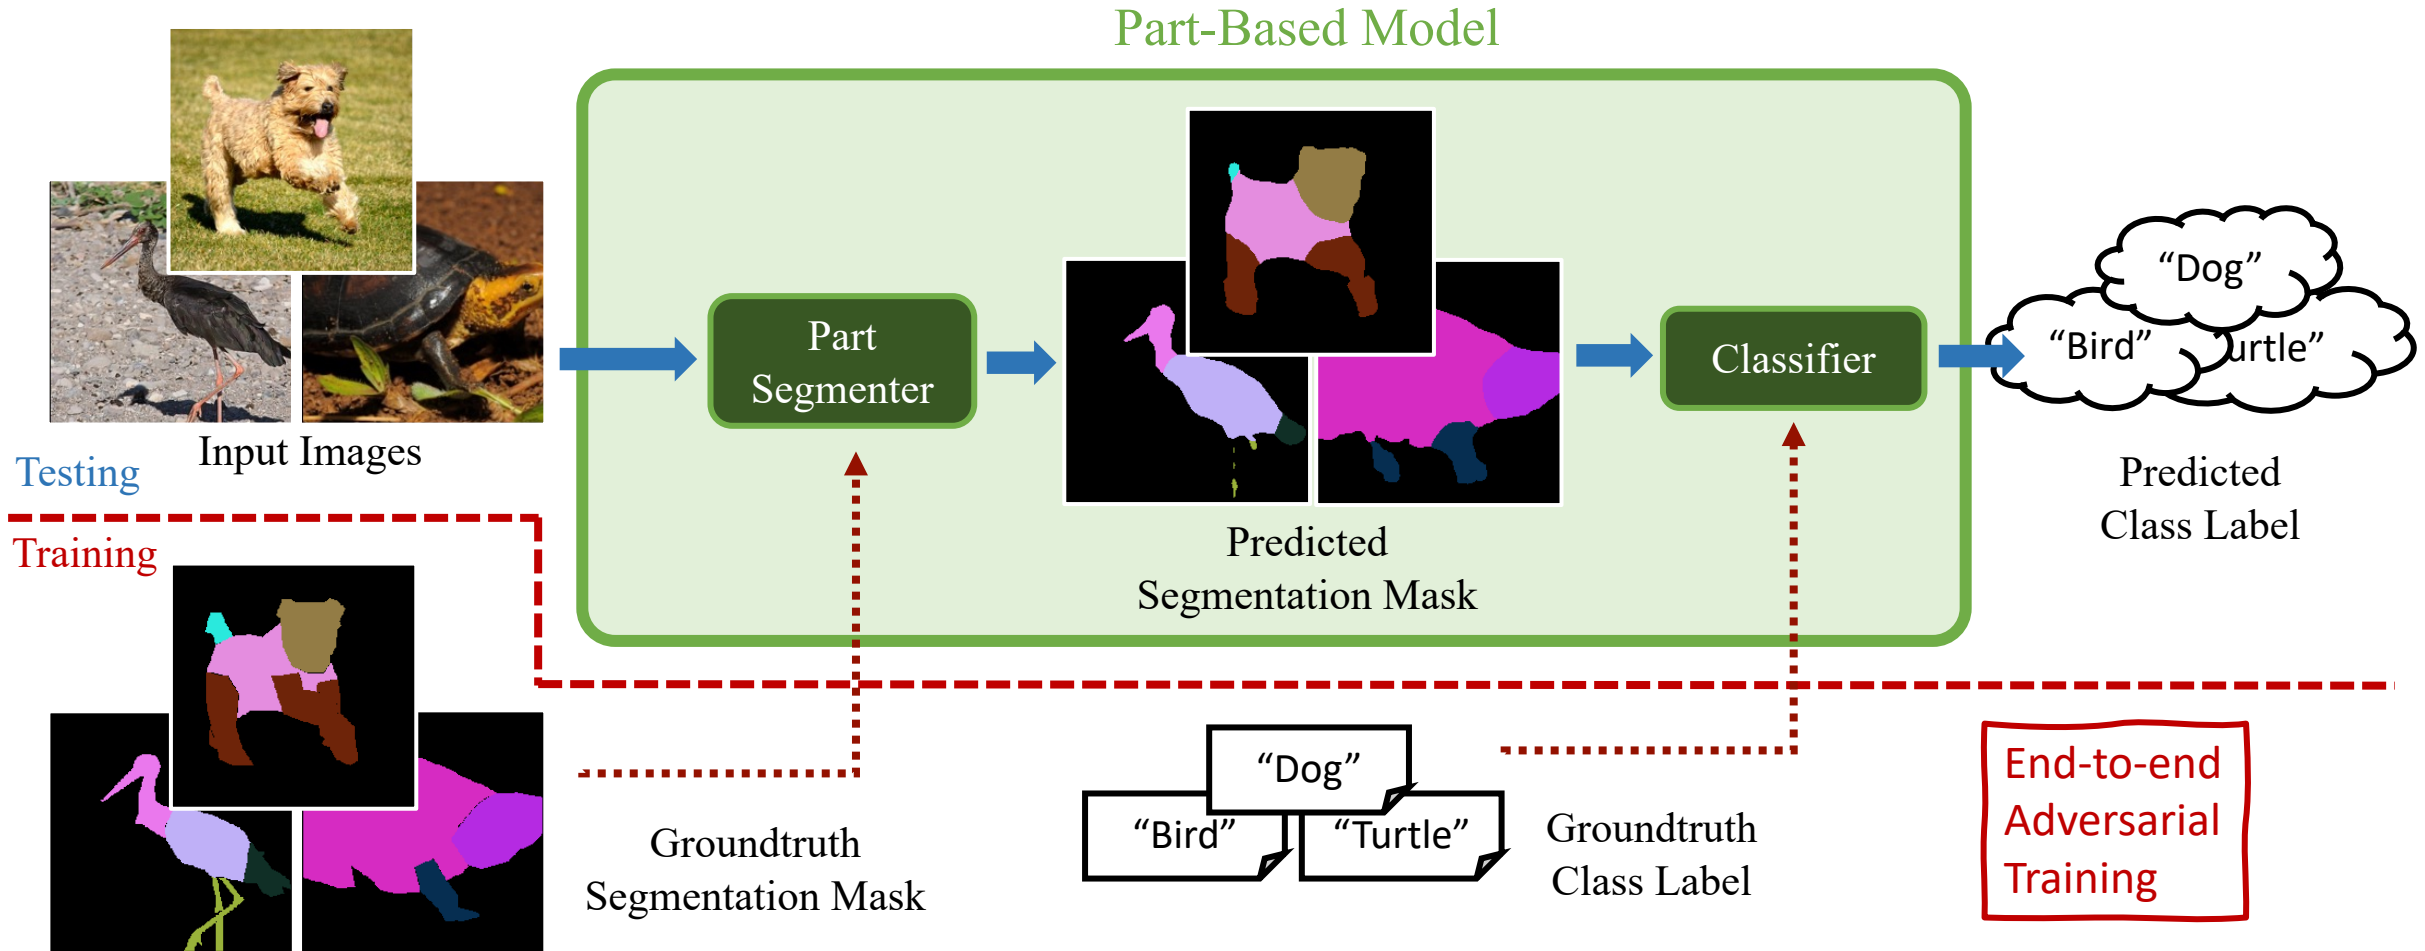 Part-Based Model
Part
Segmenter
Classifier
“Dog”
“Bird”
urtle”
Input Images
Testing
Training
Predicted
Segmentation Mask
Predicted
Class Label
Groundtruth
Segmentation Mask
“Dog”
“Bird”
“Turtle”
Groundtruth
Class Label
End-to-end
Adversarial
Training